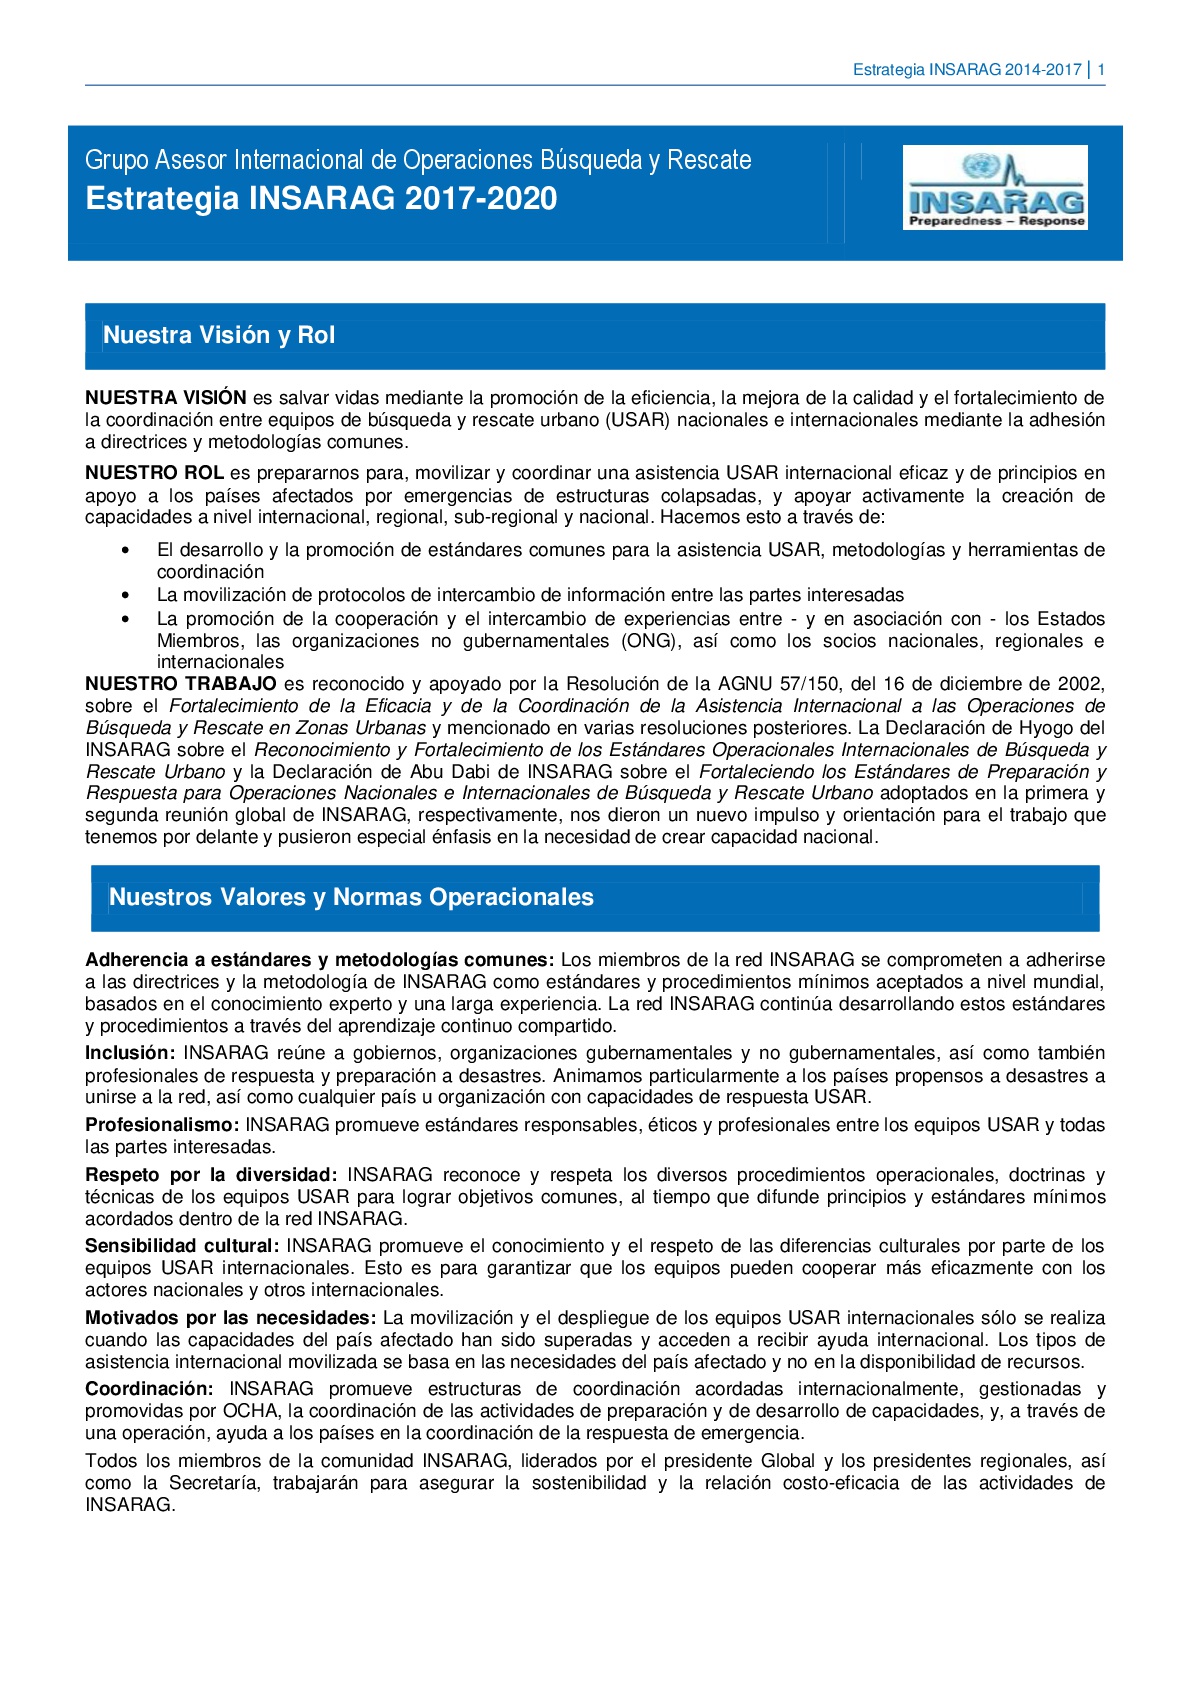 Estrategia INSARAG 2014-2017 | 1
Grupo Asesor Internacional de Operaciones Búsqueda y Rescate
Estrategia INSARAG 2017-2020
INSARAG
Preparedness – Response
Nuestra Visión y Rol
NUESTRA VISIÓN es salvar vidas mediante la promoción de la eficiencia, la mejora de la calidad y el fortalecimiento de
la coordinación entre equipos de búsqueda y rescate urbano (USAR) nacionales e internacionales mediante la adhesión
a directrices y metodologías comunes.
NUESTRO ROL es prepararnos para, movilizar y coordinar una asistencia USAR internacional eficaz y de principios en
apoyo a los países afectados por emergencias de estructuras colapsadas, y apoyar activamente la creación de
capacidades a nivel internacional, regional, sub-regional y nacional. Hacemos esto a través de:
• El desarrollo y la promoción de estándares comunes para la asistencia USAR, metodologías y herramientas de
coordinación
• La movilización de protocolos de intercambio de información entre las partes interesadas
• La promoción de la cooperación y el intercambio de experiencias entre - y en asociación con - los Estados
Miembros, las organizaciones no gubernamentales (ONG), así como los socios nacionales, regionales e
internacionales
NUESTRO TRABAJO es reconocido y apoyado por la Resolución de la AGNU 57/150, del 16 de diciembre de 2002,
sobre el Fortalecimiento de la Eficacia y de la Coordinación de la Asistencia Internacional a las Operaciones de
Búsqueda y Rescate en Zonas Urbanas y mencionado en varias resoluciones posteriores. La Declaración de Hyogo del
INSARAG sobre el Reconocimiento y Fortalecimiento de los Estándares Operacionales Internacionales de Búsqueda y
Rescate Urbano y la Declaración de Abu Dabi de INSARAG sobre el Fortaleciendo los Estándares de Preparación y
Respuesta para Operaciones Nacionales e Internacionales de Búsqueda y Rescate Urbano adoptados en la primera y
segunda reunión global de INSARAG, respectivamente, nos dieron un nuevo impulso y orientación para el trabajo que
tenemos por delante y pusieron especial énfasis en la necesidad de crear capacidad nacional.
Nuestros Valores y Normas Operacionales
Adherencia a estándares y metodologías comunes: Los miembros de la red INSARAG se comprometen a adherirse
a las directrices y la metodología de INSARAG como estándares y procedimientos mínimos aceptados a nivel mundial,
basados en el conocimiento experto y una larga experiencia. La red INSARAG continúa desarrollando estos estándares
y procedimientos a través del aprendizaje continuo compartido.
Inclusión: INSARAG reúne a gobiernos, organizaciones gubernamentales y no gubernamentales, así como también
profesionales de respuesta y preparación a desastres. Animamos particularmente a los países propensos a desastres a
unirse a la red, así como cualquier país u organización con capacidades de respuesta USAR.
Profesionalismo: INSARAG promueve estándares responsables, éticos y profesionales entre los equipos USAR y todas
las partes interesadas.
Respeto por la diversidad: INSARAG reconoce y respeta los diversos procedimientos operacionales, doctrinas y
técnicas de los equipos USAR para lograr objetivos comunes, al tiempo que difunde principios y estándares mínimos
acordados dentro de la red INSARAG.
Sensibilidad cultural: INSARAG promueve el conocimiento y el respeto de las diferencias culturales por parte de los
equipos USAR internacionales. Esto es para garantizar que los equipos pueden cooperar más eficazmente con los
actores nacionales y otros internacionales.
Motivados por las necesidades: La movilización y el despliegue de los equipos USAR internacionales sólo se realiza
cuando las capacidades del país afectado han sido superadas y acceden a recibir ayuda internacional. Los tipos de
asistencia internacional movilizada se basa en las necesidades del país afectado y no en la disponibilidad de recursos.
Coordinación: INSARAG promueve estructuras de coordinación acordadas internacionalmente, gestionadas y
promovidas por OCHA, la coordinación de las actividades de preparación y de desarrollo de capacidades, y, a través de
una operación, ayuda a los países en la coordinación de la respuesta de emergencia.
Todos los miembros de la comunidad INSARAG, liderados por el presidente Global y los presidentes regionales, así
como la Secretaría, trabajarán para asegurar la sostenibilidad y la relación costo-eficacia de las actividades de
INSARAG.